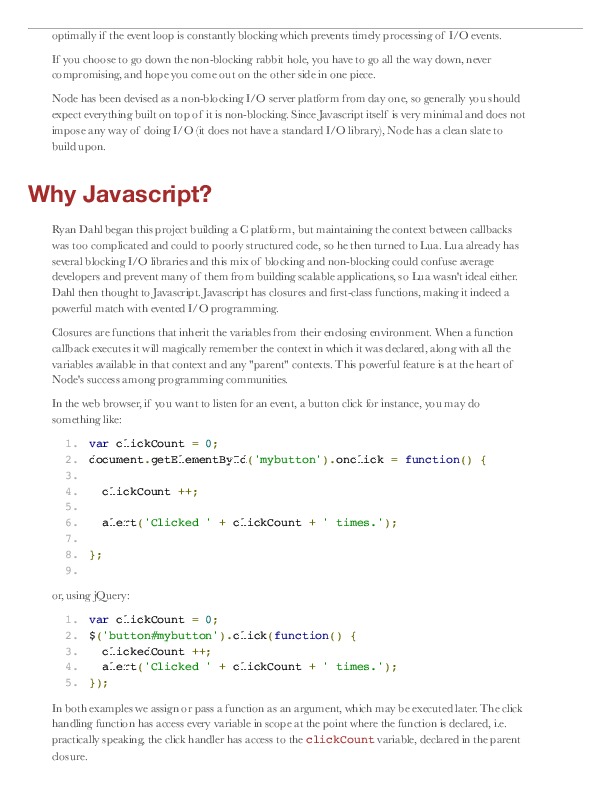 optimally if the event loop is constantly blocking which prevents timely processing of I/O events.
If you choose to go down the non-blocking rabbit hole, you have to go all the way down, never
compromising, and hope you come out on the other side in one piece.
Node has been devised as a non-blocking I/O server platform from day one, so generally you should
expect everything built on top of it is non-blocking. Since Javascript itself is very minimal and does not
impose any way of doing I/O (it does not have a standard I/O library), Node has a clean slate to
build upon.
Why Javascript?
Ryan Dahl began this project building a C platform, but maintaining the context between callbacks
was too complicated and could to poorly structured code, so he then turned to Lua. Lua already has
several blocking I/O libraries and this mix of blocking and non-blocking could confuse average
developers and prevent many of them from building scalable applications, so Lua wasn't ideal either.
Dahl then thought to Javascript. Javascript has closures and first-class functions, making it indeed a
powerful match with evented I/O programming.
Closures are functions that inherit the variables from their enclosing environment. When a function
callback executes it will magically remember the context in which it was declared, along with all the
variables available in that context and any "parent" contexts. This powerful feature is at the heart of
Node's success among programming communities.
In the web browser, if you want to listen for an event, a button click for instance, you may do
something like:
1. var clickCount = 0;
2. document.getElementById('mybutton').onclick = function() {
3.
4. clickCount ++;
5.
6. alert('Clicked ' + clickCount + ' times.');
7.
8. };
9.
or, using jQuery:
1. var clickCount = 0;
2. $('button#mybutton').click(function() {
3. clickedCount ++;
4. alert('Clicked ' + clickCount + ' times.');
5. });
In both examples we assign or pass a function as an argument, which may be executed later. The click
handling function has access every variable in scope at the point where the function is declared, i.e.
practically speaking, the click handler has access to the clickCount variable, declared in the parent
closure.